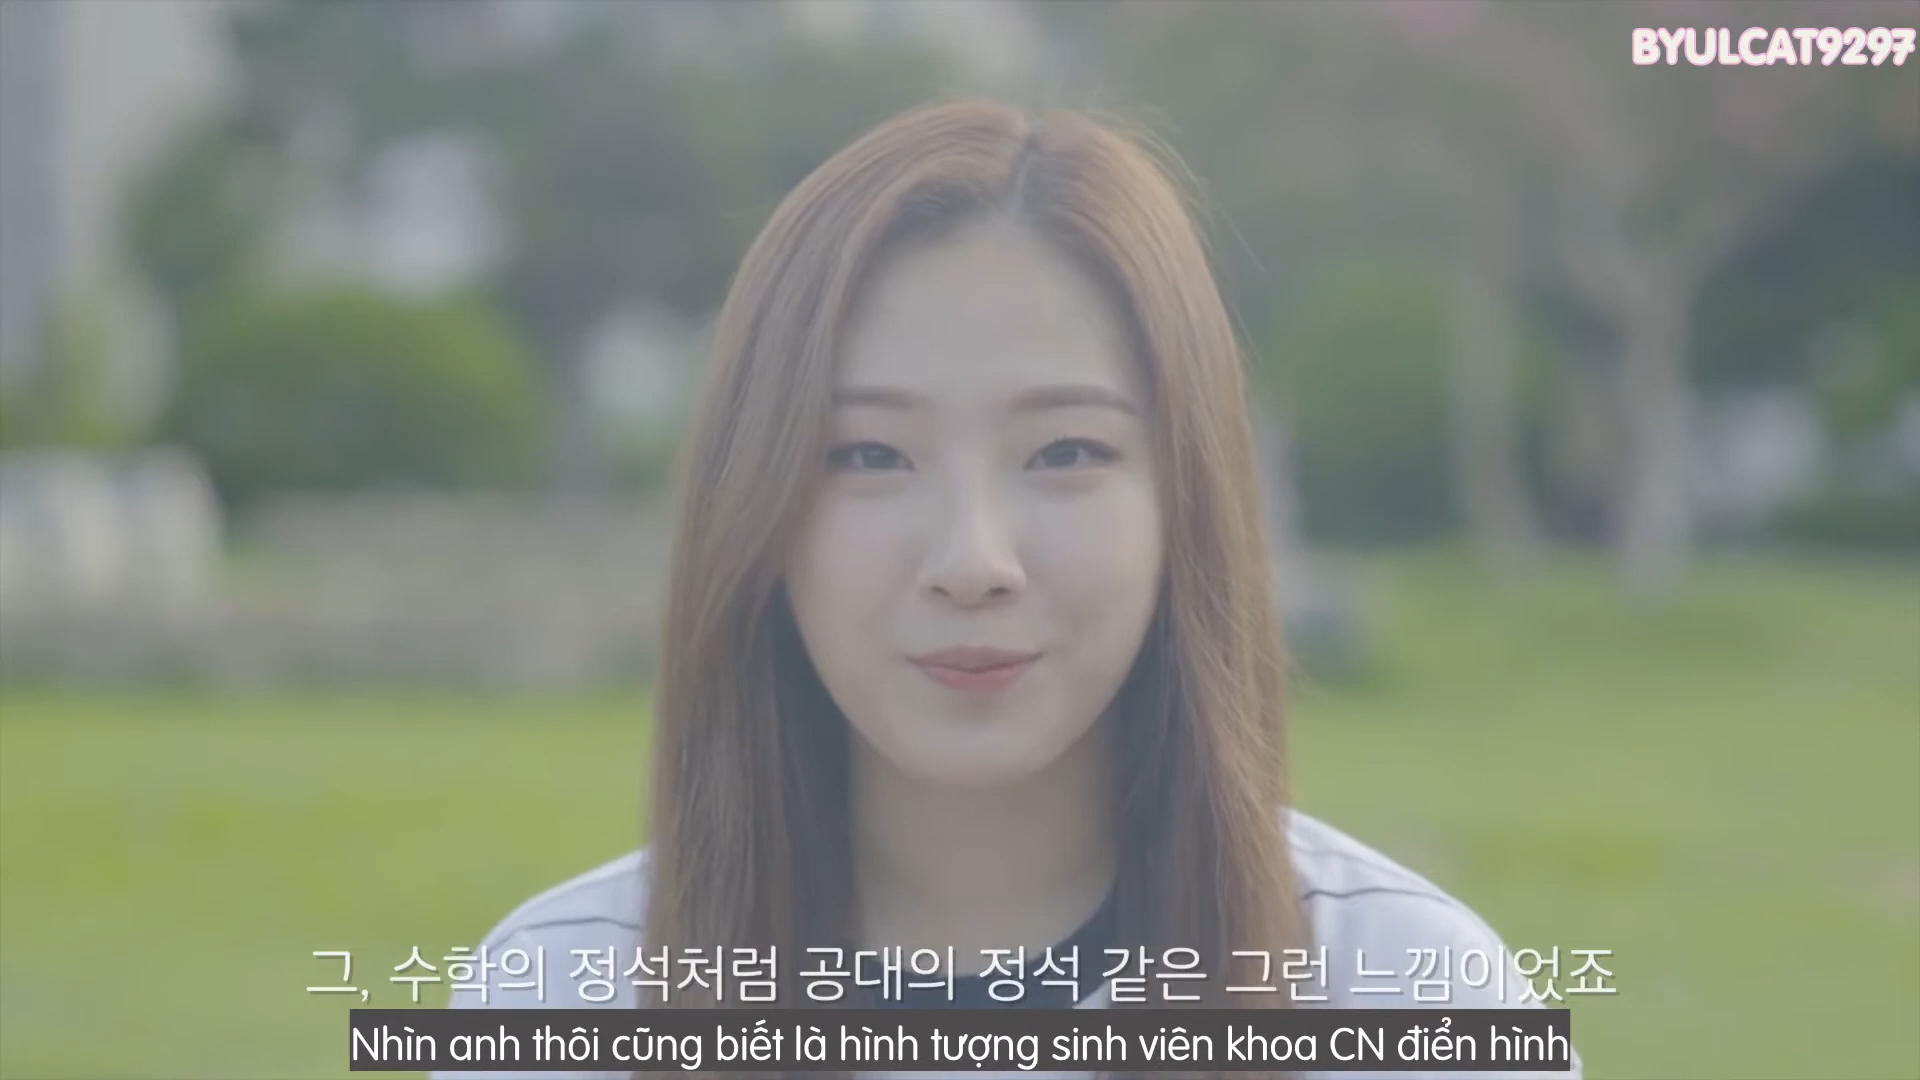 BYULCAT9297
그, 수학의 정석처럼 공대의 정석 같은 그런 느낌이었죠
Nhìn anh thôi cũng biết là hình tượng sinh viên khoa CN điển hình